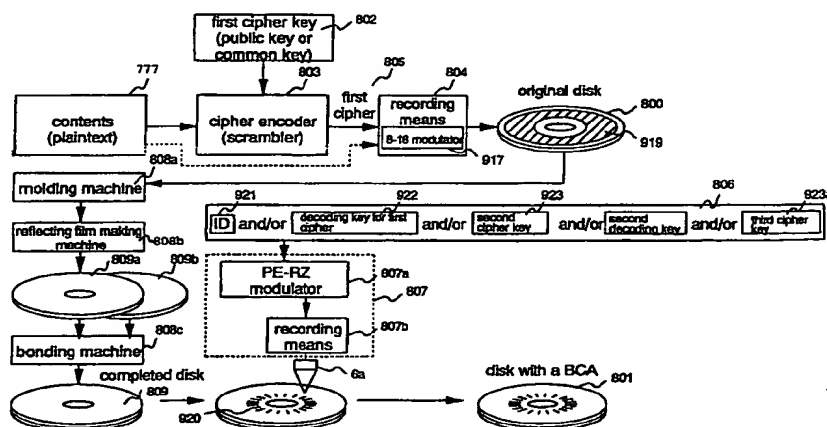 802
first cipher key
(public key or
common key)
777
803
805
804
contents
(plaintext)
cipher encoder
(scrambler)
first
cipher
recording
means
8-16 modulator
917
original disk
800
919
808a
molding machine
921
922
923
806
923a
ID and/or decoding key for first cipher and/or second cipher key and/or second decoding key and/or third cipher key
reflecting film making
machine
808b
809a
809b
PE-RZ
modulator
807a
807
recording
means
807b
bonding machine
808c
completed disk
809
6a
920
disk with a BCA
801